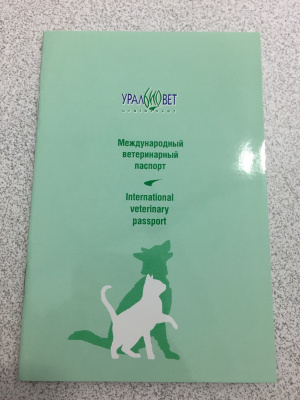 УРАЛБИОВЕТ
Международный
ветеринарный
паспорт
International
veterinary
passport